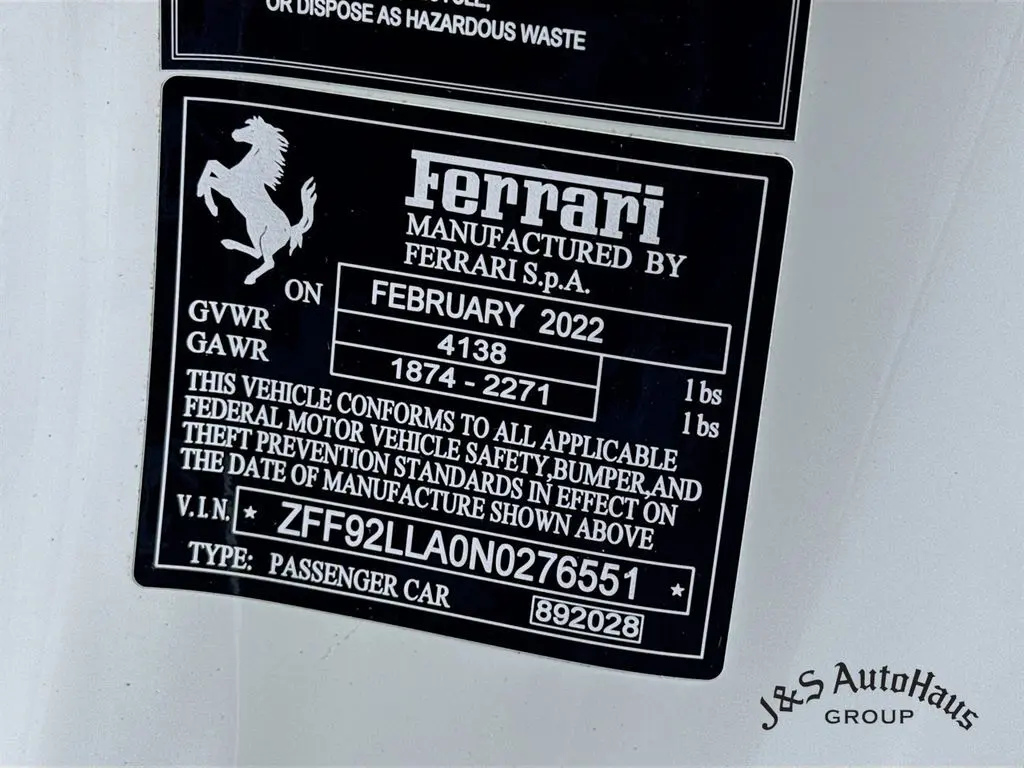 OR DISPOSE AS HAZARDOUS WASTE
Ferrari
MANUFACTURED BY
FERRARI S.p.A.
ON FEBRUARY 2022
GVWR 4138 lbs
GAWR 1874 - 2271 lbs
THIS VEHICLE CONFORMS TO ALL APPLICABLE
FEDERAL MOTOR VEHICLE SAFETY,BUMPER,AND
THEFT PREVENTION STANDARDS IN EFFECT ON
THE DATE OF MANUFACTURE SHOWN ABOVE
V.I.N. * ZFF92LLA0N0276551 *
TYPE: PASSENGER CAR 892028
J&S AutoHaus
GROUP